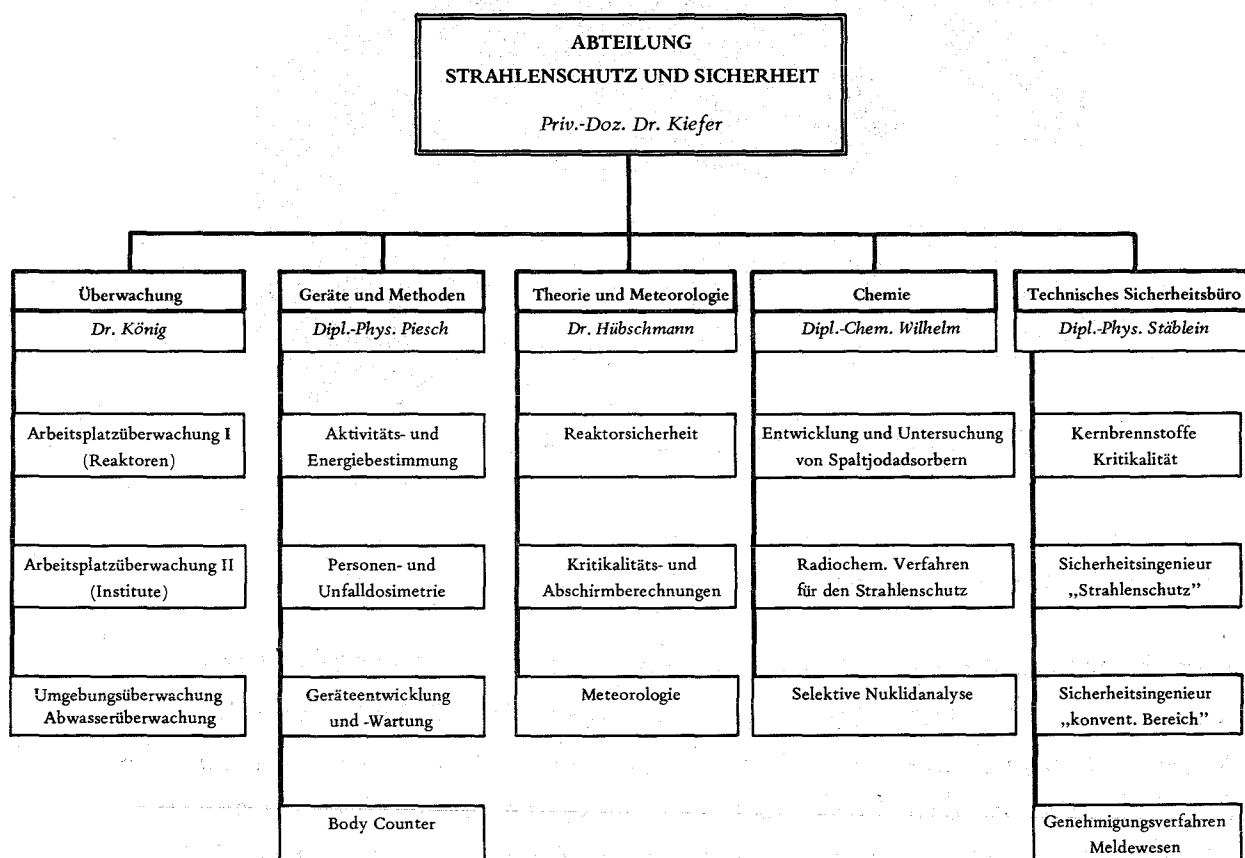 ABTEILUNG
STRAHLENSCHUTZ UND SICHERHEIT
Priv.-Doz. Dr. Kiefer
Überwachung
Dr. König
Arbeitsplatzüberwachung I
(Reaktoren)
Arbeitsplatzüberwachung II
(Institute)
Umgebungsüberwachung
Abwasserüberwachung
Geräte und Methoden
Dipl.-Phys. Piesch
Aktivitäts- und
Energiebestimmung
Personen- und
Unfalldosimetrie
Geräteentwicklung
und -Wartung
Body Counter
Theorie und Meteorologie
Dr. Hübschmann
Reaktorsicherheit
Kritikalitäts- und
Abschirmberechnungen
Meteorologie
Chemie
Dipl.-Chem. Wilhelm
Entwicklung und Untersuchung
von Spaltjodadsorbern
Radiochem. Verfahren
für den Strahlenschutz
Selektive Nuklidanalyse
Technisches Sicherheitsbüro
Dipl.-Phys. Stäblein
Kernbrennstoffe
Kritikalität
Sicherheitsingenieur
„Strahlenschutz”
Sicherheitsingenieur
„konvent. Bereich”
Genehmigungsverfahren
Meldewesen